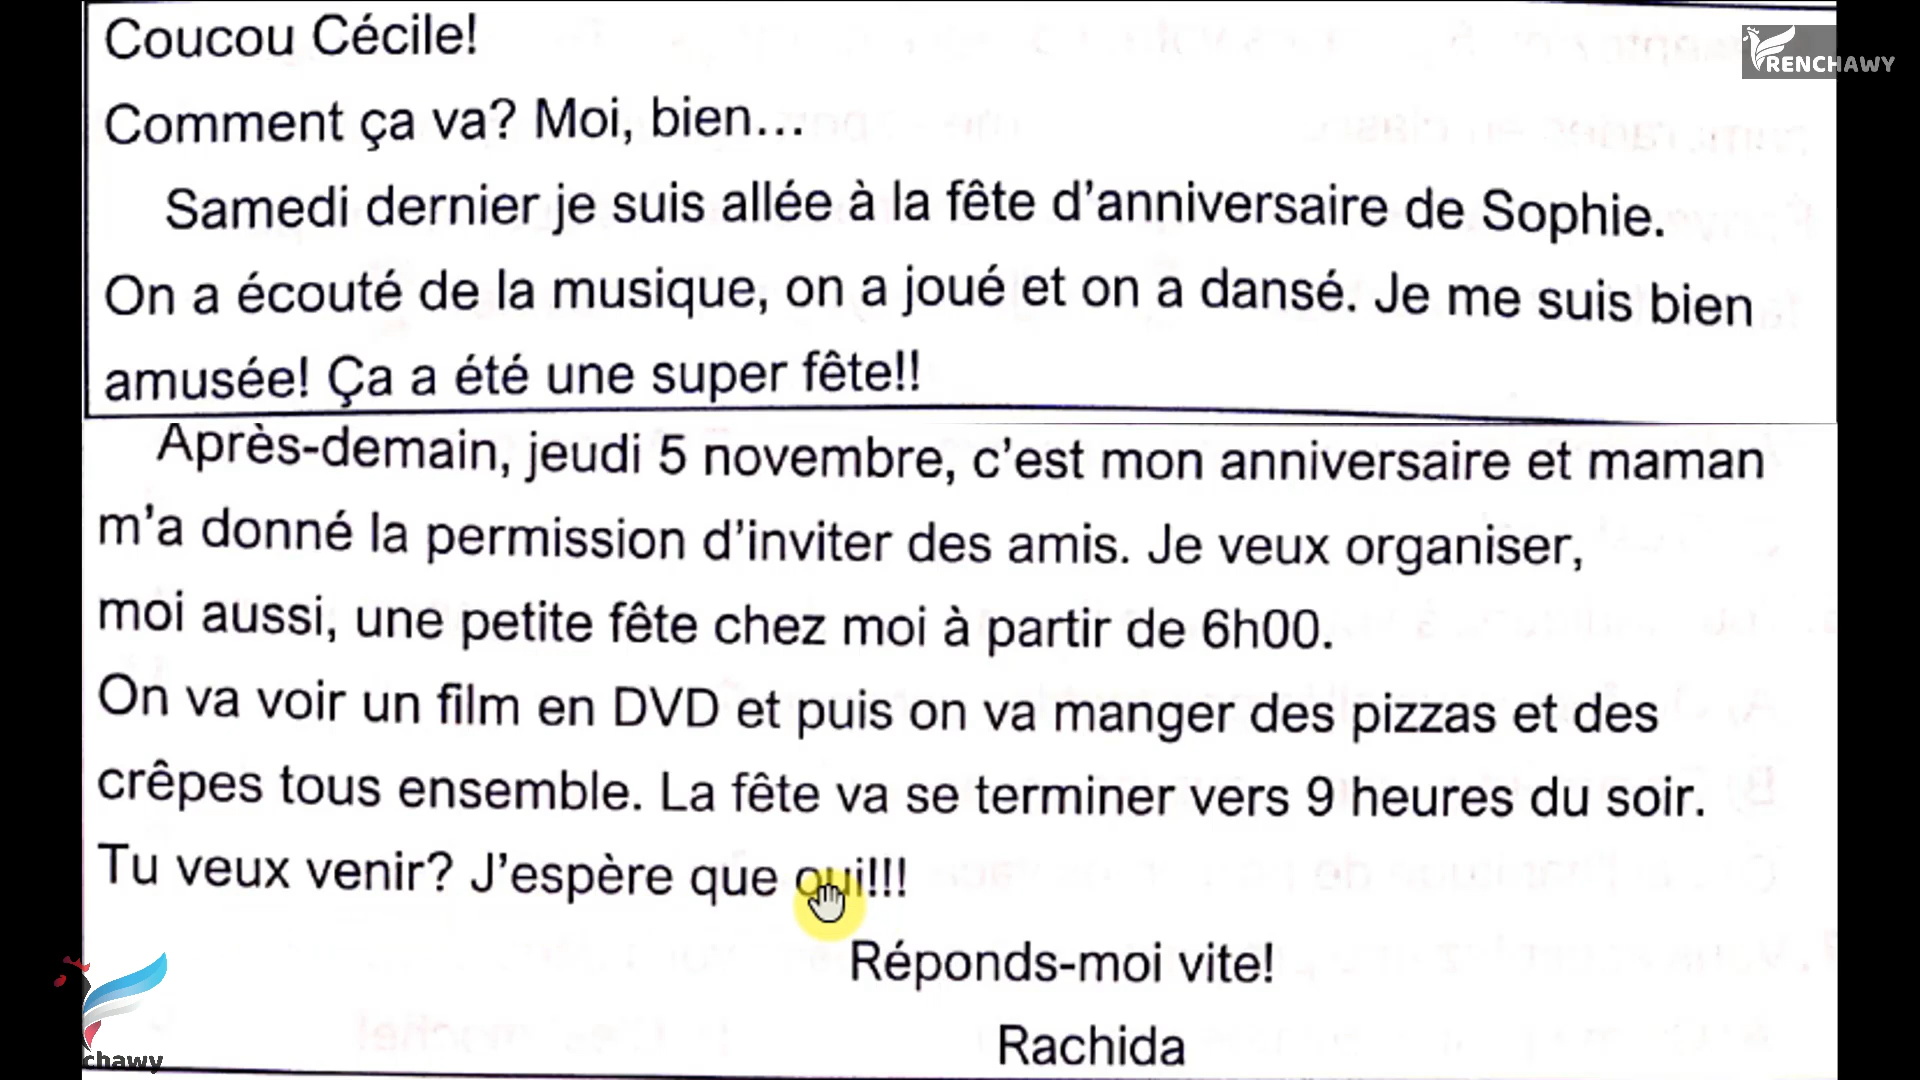 Coucou Cécile!
RENCHAWY
Comment ça va? Moi, bien...
Samedi dernier je suis allée à la fête d'anniversaire de Sophie.
On a écouté de la musique, on a joué et on a dansé. Je me suis bien
amusée! Ça a été une super fête!!
Après-demain, jeudi 5 novembre, c'est mon anniversaire et maman
m'a donné la permission d'inviter des amis. Je veux organiser,
moi aussi, une petite fête chez moi à partir de 6h00.
On va voir un film en DVD et puis on va manger des pizzas et des
crêpes tous ensemble. La fête va se terminer vers 9 heures du soir.
Tu veux venir? J'espère que oui!!!
Réponds-moi vite!
Rachida
chawy